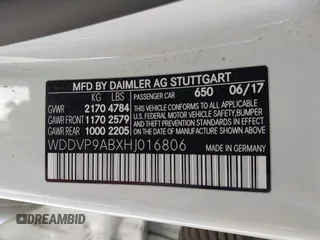 MFD BY DAIMLER AG STUTTGART
KG LBS PASSENGER CAR 650 06/17
GVWR 2170 4784
GAWR FRONT 1170 2579
GAWR REAR 1000 2205
THIS VEHICLE CONFORMS TO ALL
APPLICABLE U.S. FEDERAL MOTOR
VEHICLE SAFETY, BUMPER
AND THEFT PREVENTION STANDARDS
IN EFFECT ON THE DATE OF
MANUFACTURE SHOWN ABOVE
WDDVP9ABXHJ016806
MADE IN GERMANY
DREAMBID